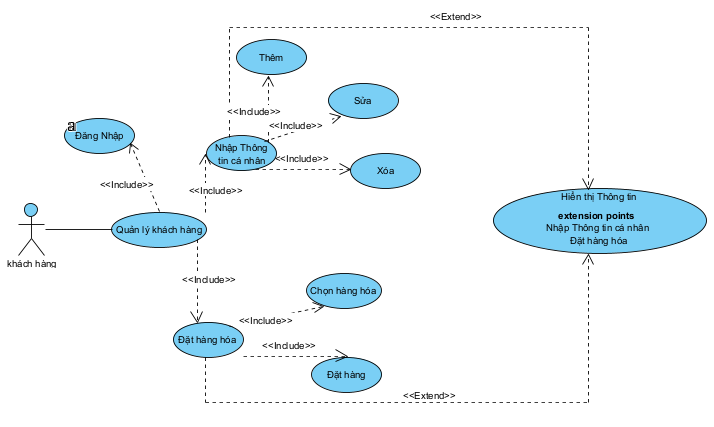 <<Extend>>
Thêm
Sửa
<<Include>>
<<Include>>
a
Đăng Nhập
Nhập Thông
tin cá nhân
<<Include>>
Xóa
<<Include>>
<<Include>>
Hiển thị Thông tin
extension points
Nhập Thông tin cá nhân
Đặt hàng hóa
Quản lý khách hàng
khách hàng
<<Include>>
Chọn hàng hóa
<<Include>>
Đặt hàng hóa
<<Include>>
Đặt hàng
<<Extend>>